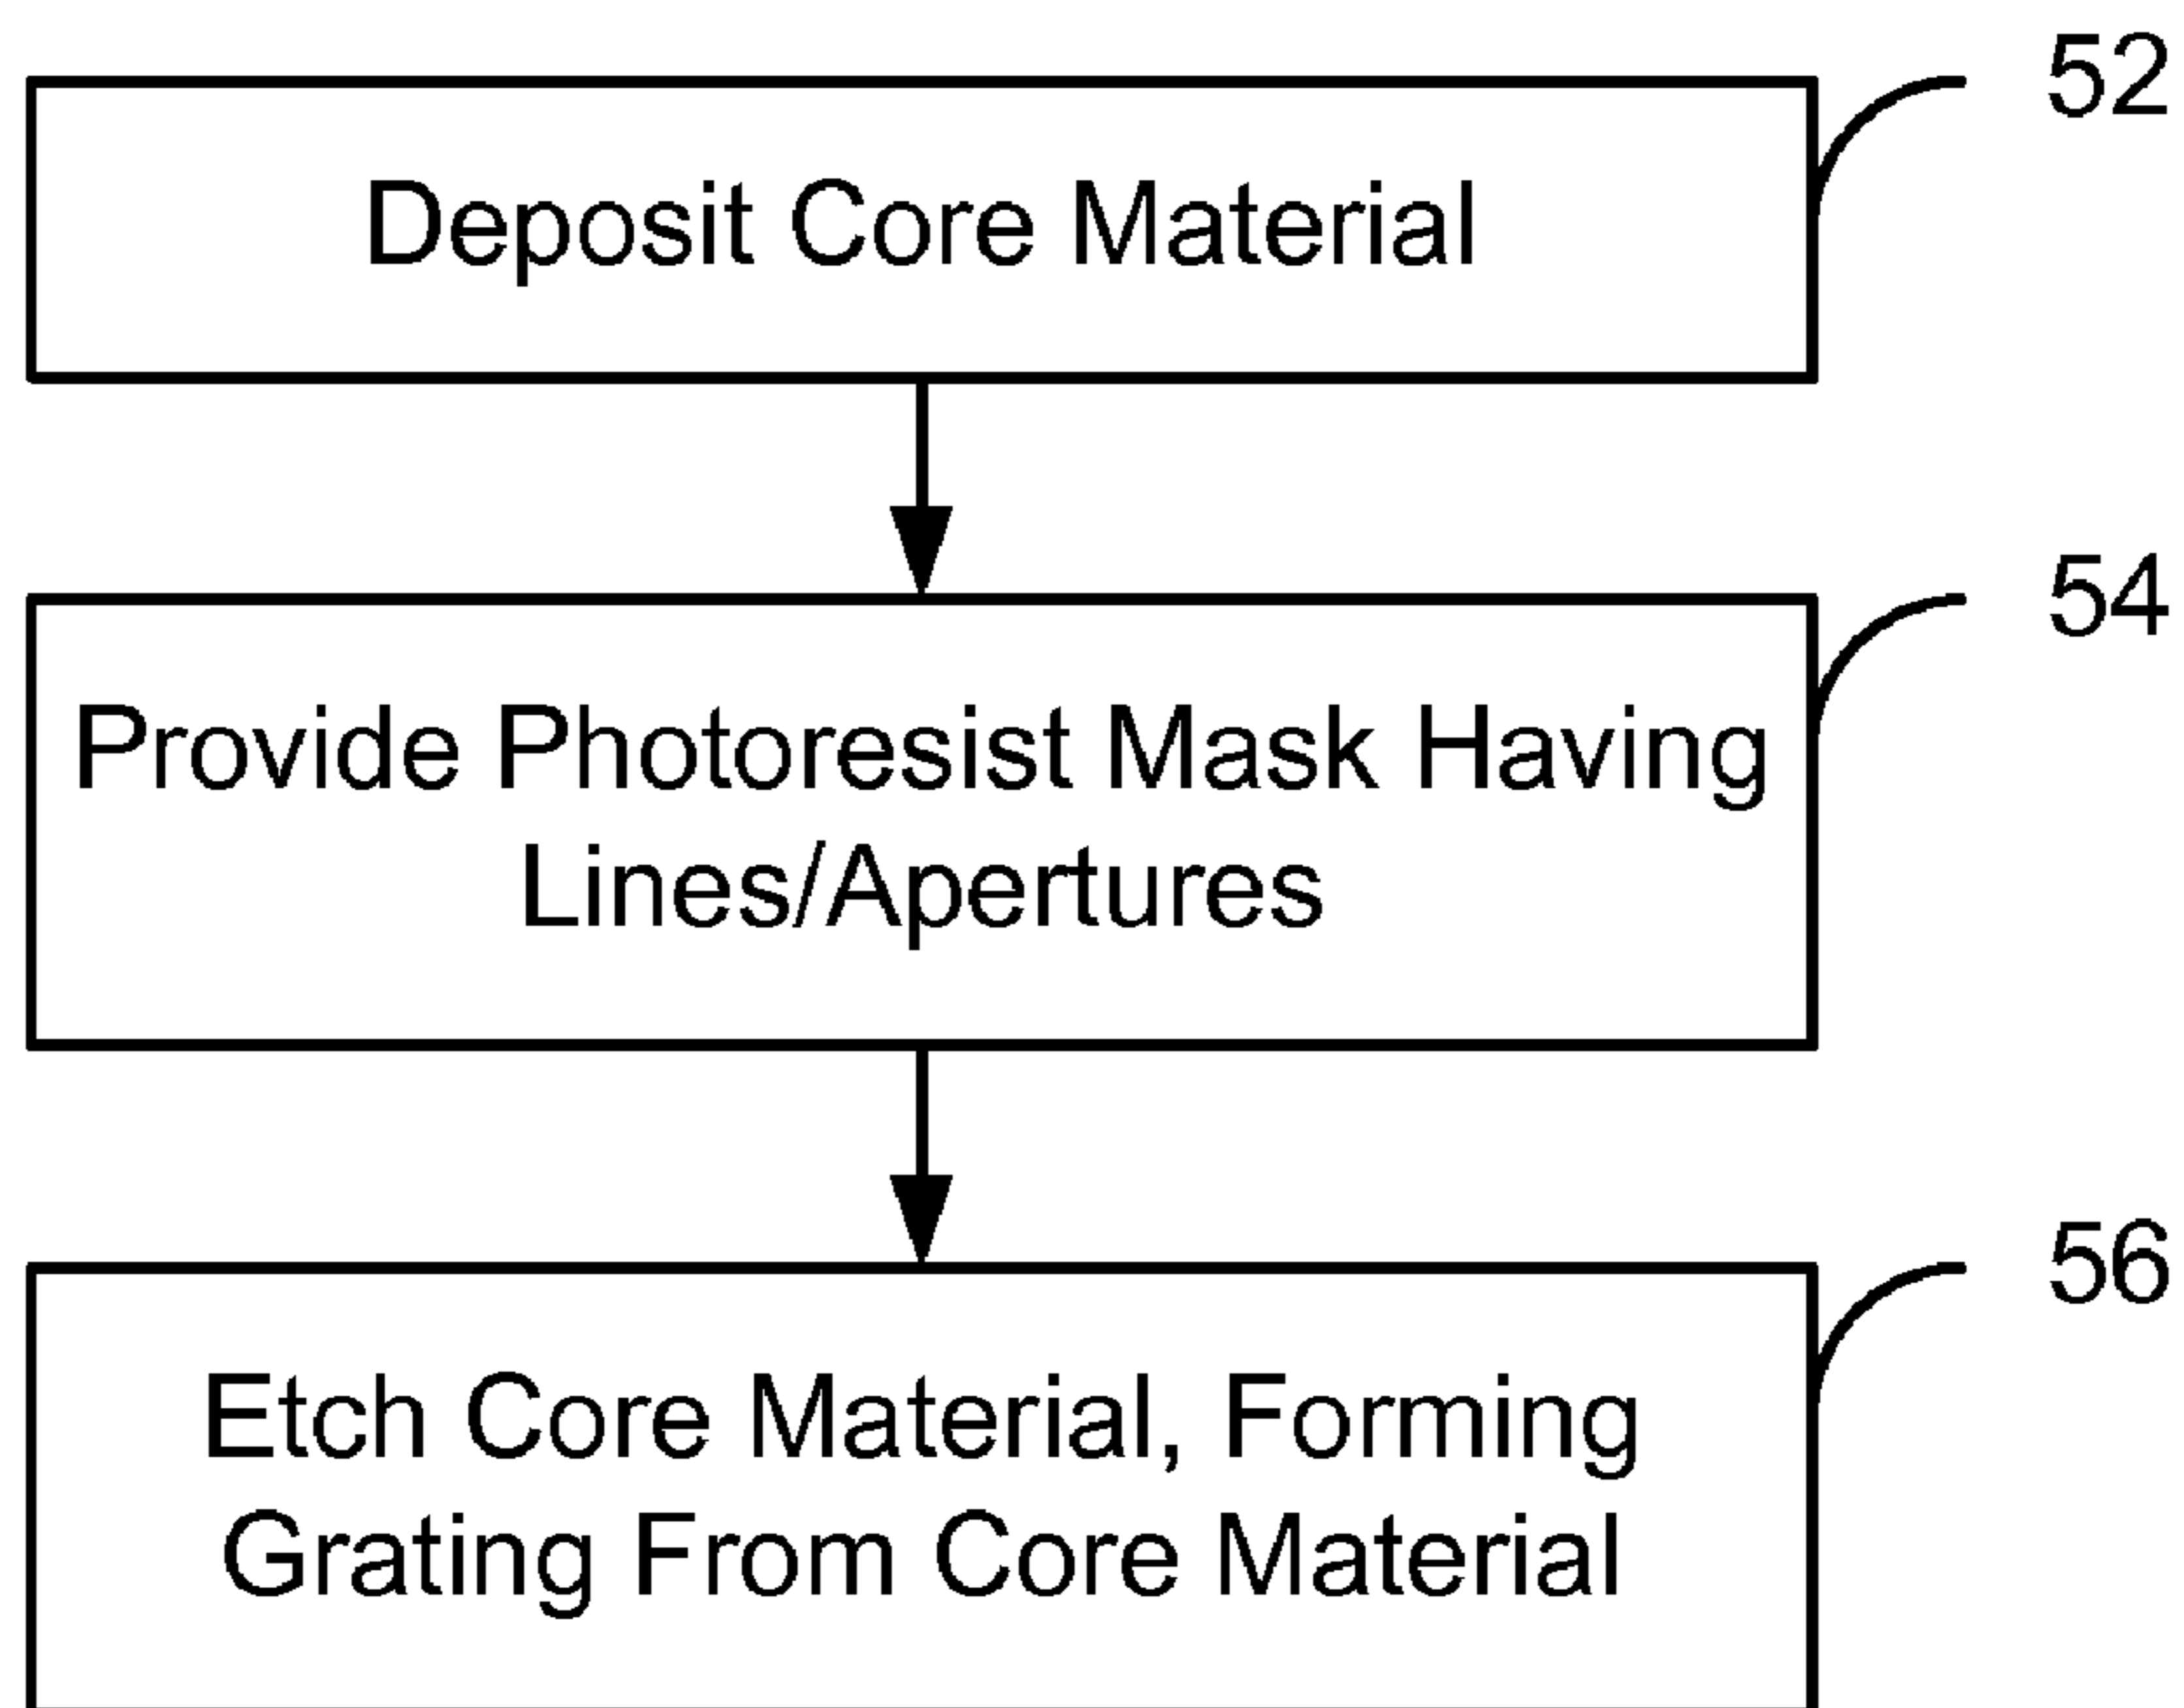 52
Deposit Core Material
54
Provide Photoresist Mask Having
Lines/Apertures
56
Etch Core Material, Forming
Grating From Core Material